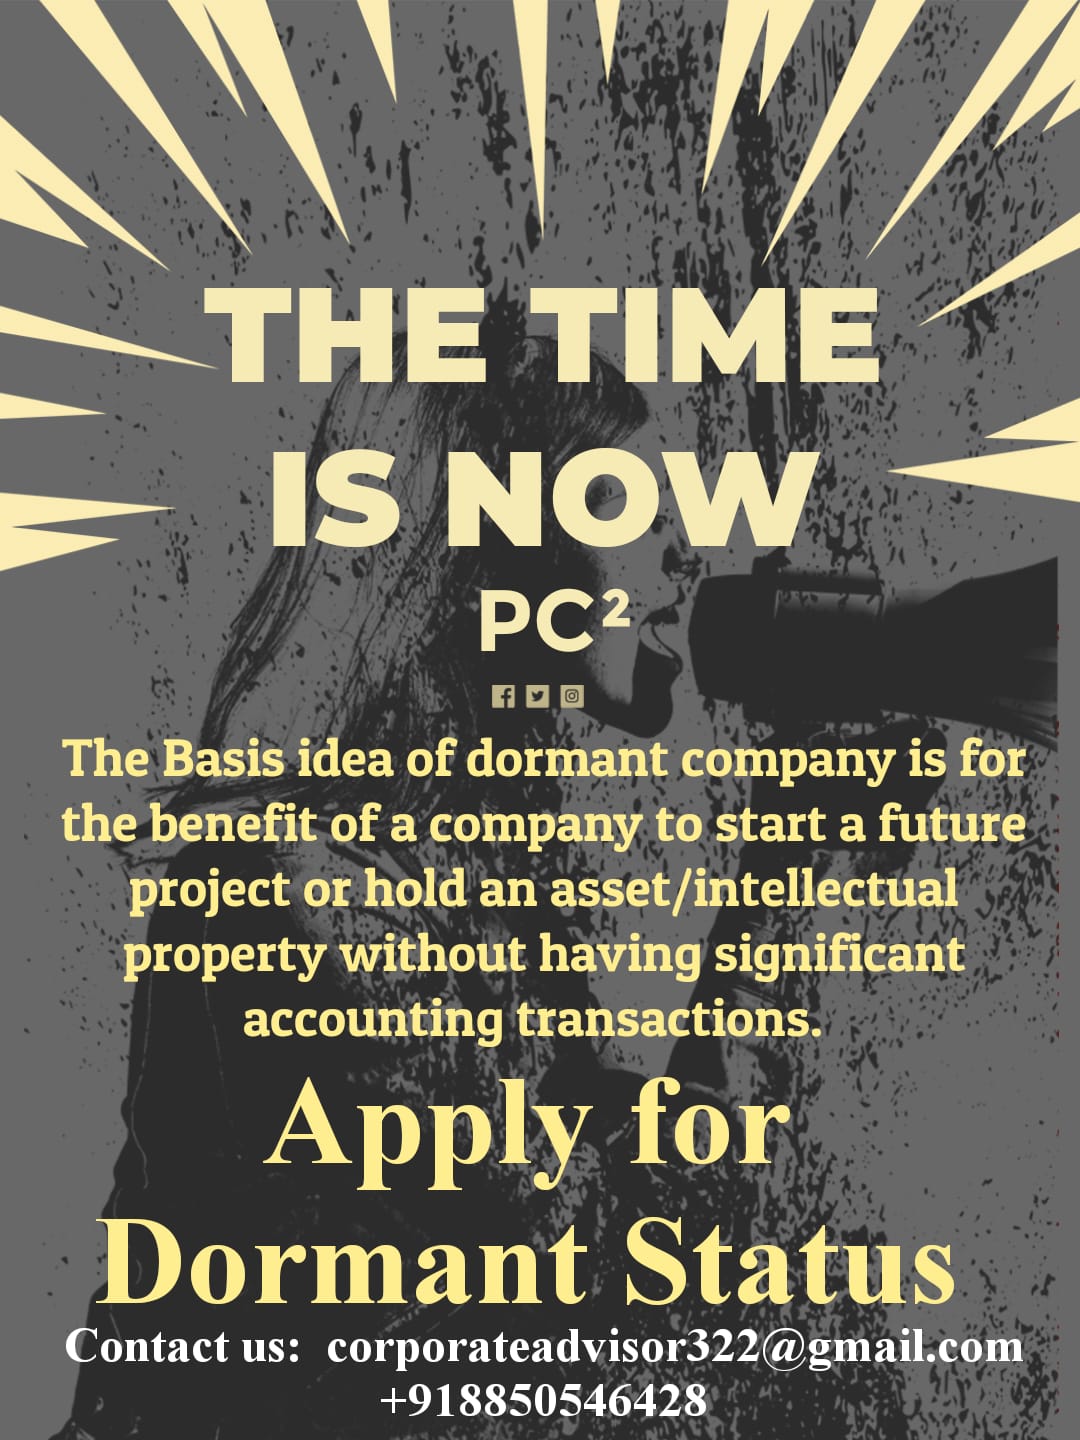 THE TIME
IS NOW
PC²
The Basis idea of dormant company is for
the benefit of a company to start a future
project or hold an asset/intellectual
property without having significant
accounting transactions.
Apply for
Dormant Status
Contact us: corporateadvisor322@gmail.com
+918850546428